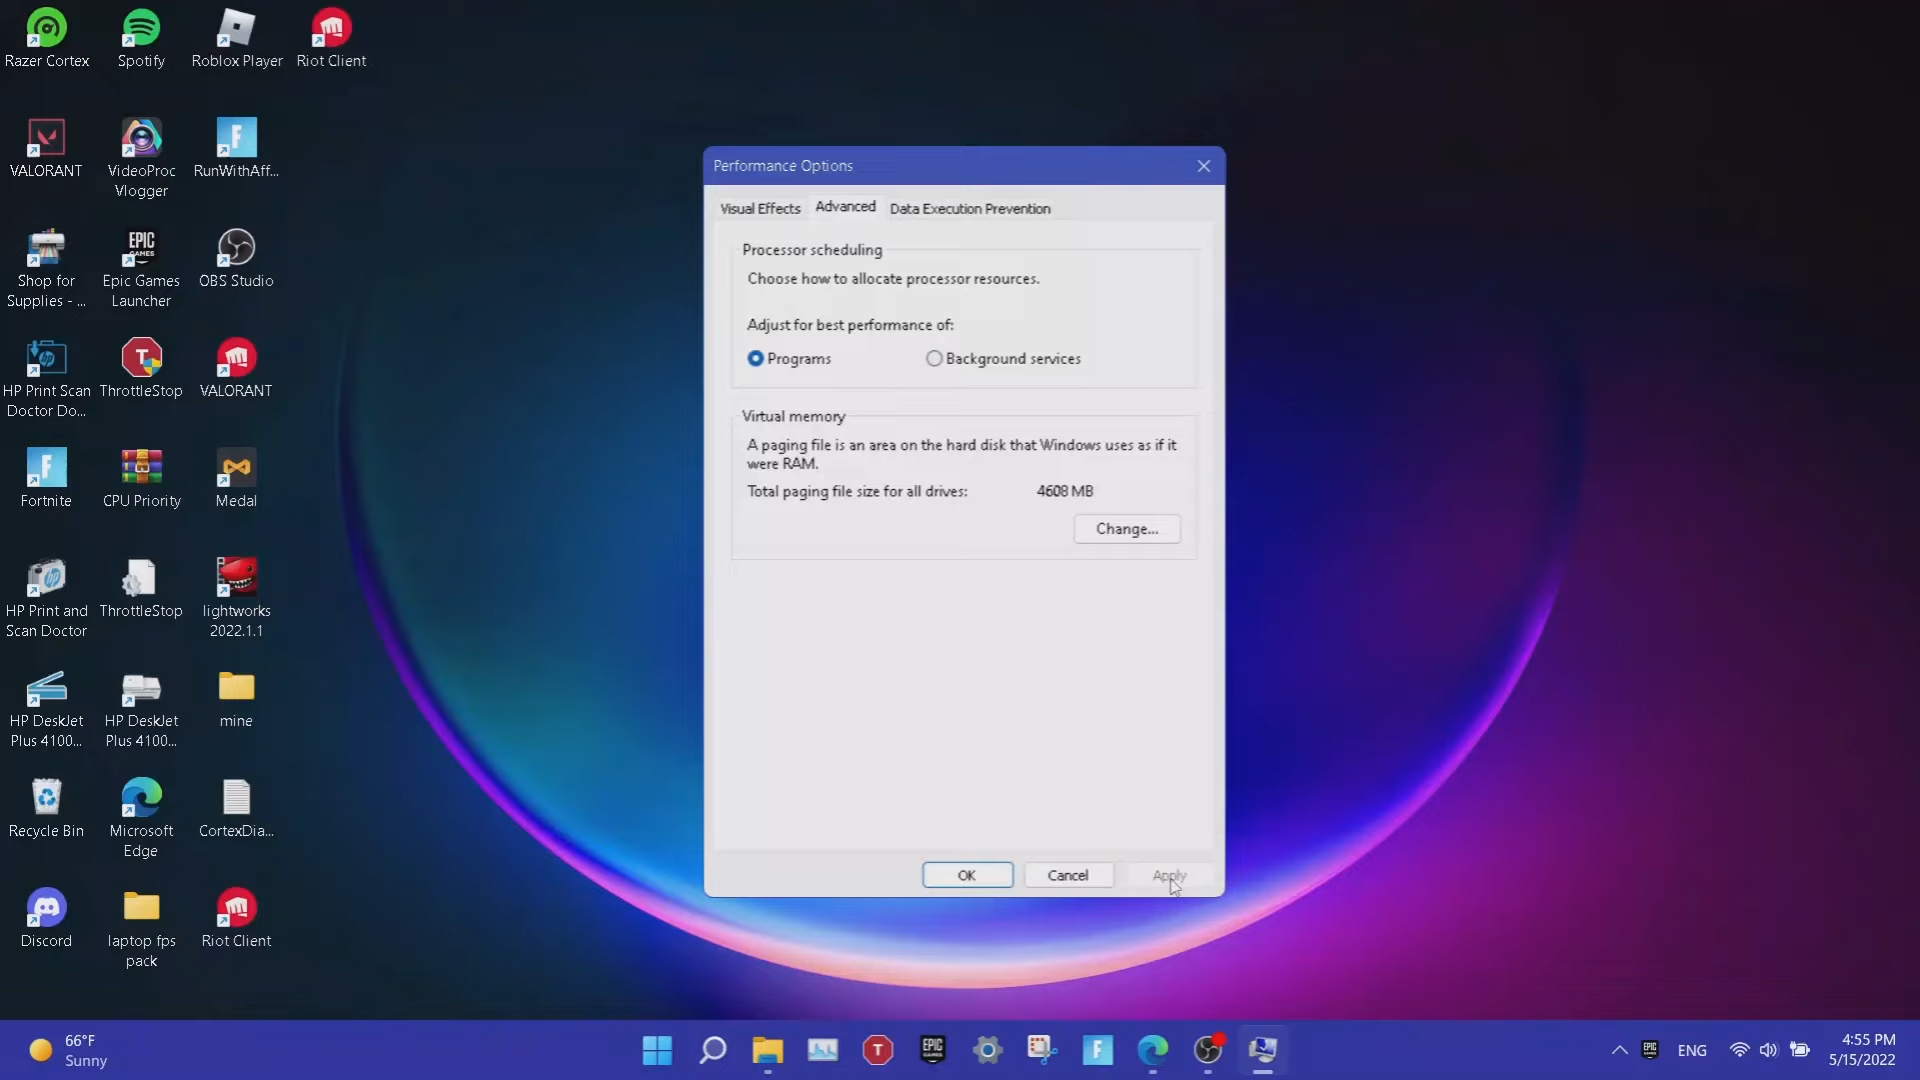 Razer Cortex
Spotify
Roblox Player
Riot Client
VALORANT
VideoProc
Vlogger
RunWithAff...
Shop for
Supplies - ...
EPIC
GAMES
Epic Games
Launcher
OBS Studio
HP Print Scan
Doctor Do...
ThrottleStop
VALORANT
Fortnite
CPU Priority
Medal
HP Print and
Scan Doctor
ThrottleStop
lightworks
2022.1.1
HP DeskJet
Plus 4100...
HP DeskJet
Plus 4100...
mine
Recycle Bin
Microsoft
Edge
CortexDia...
Discord
laptop fps
pack
Riot Client
Performance Options
Visual Effects Advanced Data Execution Prevention
Processor scheduling
Choose how to allocate processor resources.
Adjust for best performance of:
Programs Background services
Virtual memory
A paging file is an area on the hard disk that Windows uses as if it
were RAM.
Total paging file size for all drives: 4608 MB
Change...
OK Cancel Apply
66°F
Sunny
ENG
4:55 PM
5/15/2022